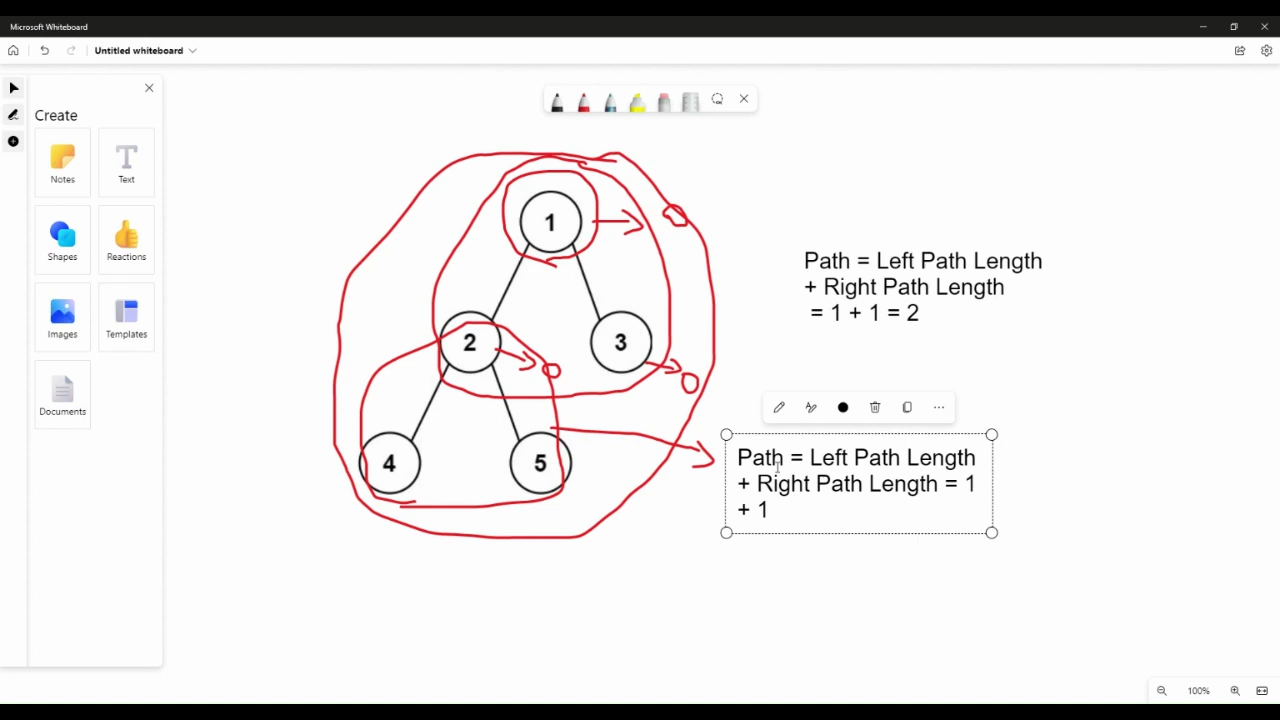 Microsoft Whiteboard
Untitled whiteboard
Create
Notes
Text
Shapes
Reactions
Images
Templates
Documents
1
2
3
4
5
Path = Left Path Length
+ Right Path Length
= 1 + 1 = 2
Path = Left Path Length
+ Right Path Length = 1
+ 1
100%